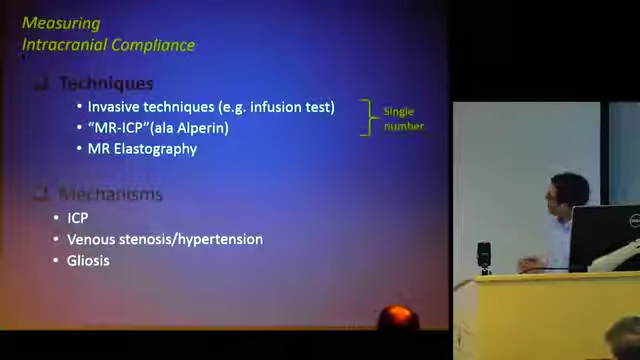 Measuring
Intracranial Compliance
Techniques
• Invasive techniques (e.g. infusion test)
• "MR-ICP"(ala Alperin)
• MR Elastography
Single
number
Mechanisms
• ICP
• Venous stenosis/hypertension
• Gliosis
DELL